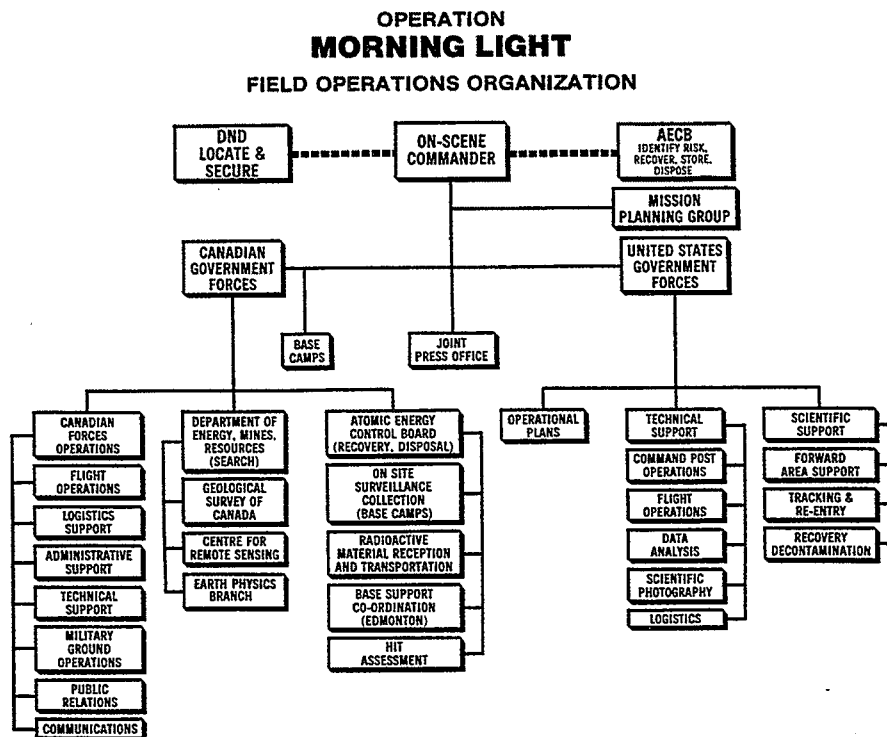 OPERATION
MORNING LIGHT
FIELD OPERATIONS ORGANIZATION
DND
LOCATE &
SECURE
ON-SCENE
COMMANDER
AECB
IDENTIFY RISK,
RECOVER, STORE,
DISPOSE
MISSION
PLANNING GROUP
CANADIAN
GOVERNMENT
FORCES
UNITED STATES
GOVERNMENT
FORCES
BASE
CAMPS
JOINT
PRESS OFFICE
CANADIAN
FORCES
OPERATIONS
FLIGHT
OPERATIONS
LOGISTICS
SUPPORT
ADMINISTRATIVE
SUPPORT
TECHNICAL
SUPPORT
MILITARY
GROUND
OPERATIONS
PUBLIC
RELATIONS
COMMUNICATIONS
DEPARTMENT OF
ENERGY, MINES,
RESOURCES
(SEARCH)
GEOLOGICAL
SURVEY OF
CANADA
CENTRE FOR
REMOTE SENSING
EARTH PHYSICS
BRANCH
ATOMIC ENERGY
CONTROL BOARD
(RECOVERY, DISPOSAL)
ON SITE
SURVEILLANCE
COLLECTION
(BASE CAMPS)
RADIOACTIVE
MATERIAL RECEPTION
AND TRANSPORTATION
BASE SUPPORT
CO-ORDINATION
(EDMONTON)
HIT
ASSESSMENT
OPERATIONAL
PLANS
TECHNICAL
SUPPORT
COMMAND POST
OPERATIONS
FLIGHT
OPERATIONS
DATA
ANALYSIS
SCIENTIFIC
PHOTOGRAPHY
LOGISTICS
SCIENTIFIC
SUPPORT
FORWARD
AREA SUPPORT
TRACKING &
RE-ENTRY
RECOVERY
DECONTAMINATION